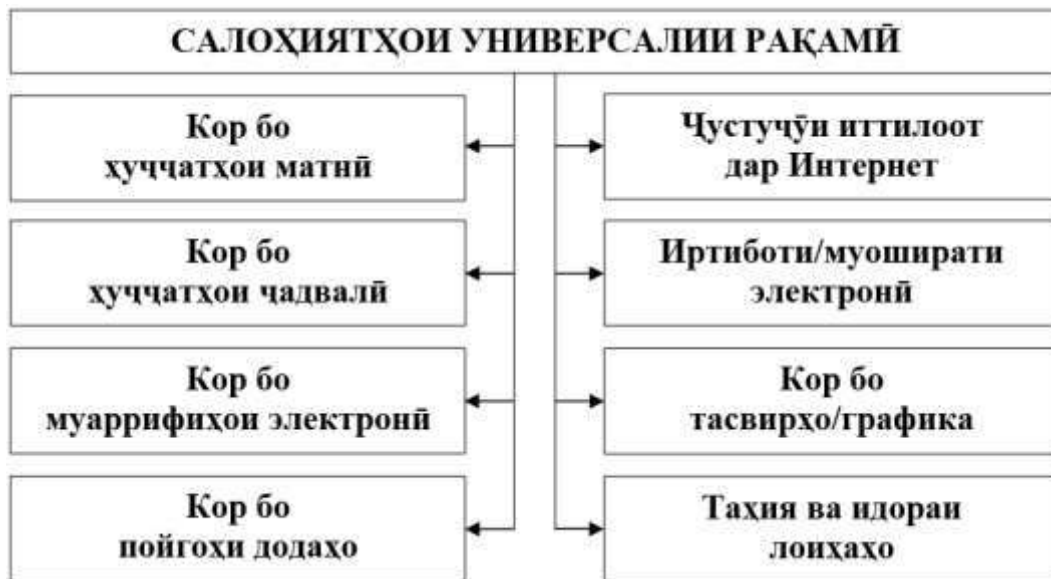 САЛОҲИЯТҲОИ УНИВЕРСАЛИИ РАҚАМӢ
Кор бо
ҳуҷҷатҳои матнӣ
Кор бо
ҳуҷҷатҳои ҷадвалӣ
Кор бо
муаррифиҳои электронӣ
Кор бо
пойгоҳи додаҳо
Ҷустуҷӯи иттилоот
дар Интернет
Иртиботи/муоширати
электронӣ
Кор бо
тасвирҳо/графика
Таҳия ва идораи
лоиҳаҳо